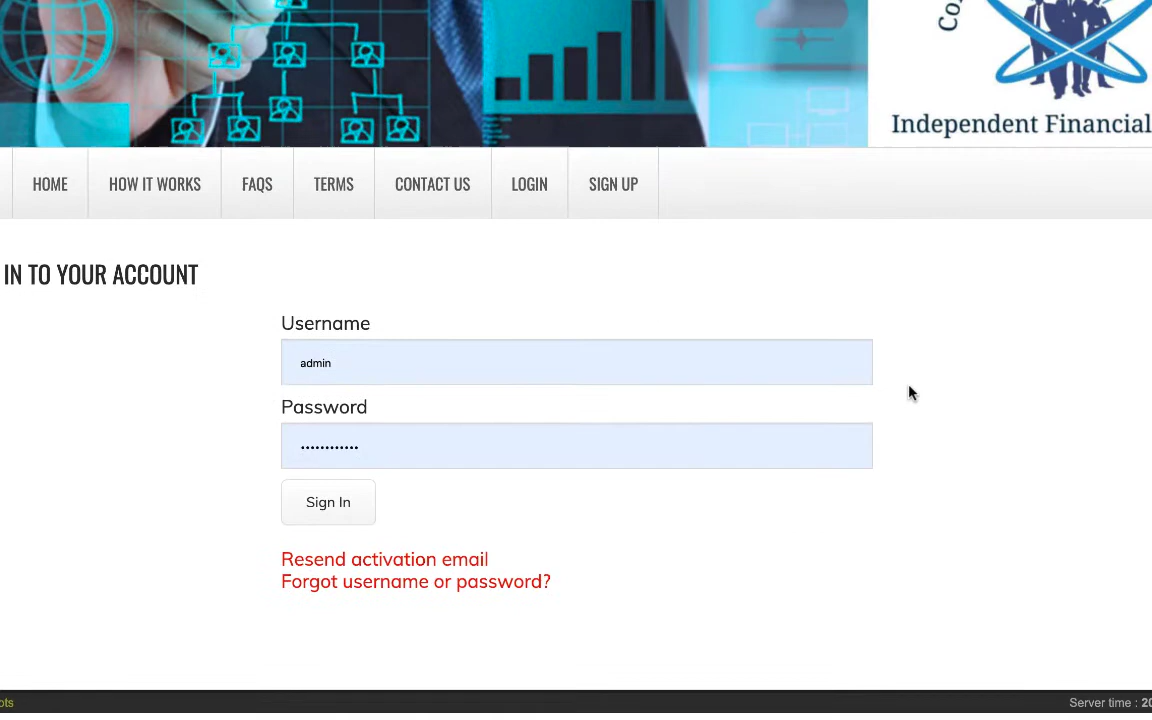 Independent Financial
HOME
HOW IT WORKS
FAQS
TERMS
CONTACT US
LOGIN
SIGN UP
IN TO YOUR ACCOUNT
Username
admin
Password
••••••••••••
Sign In
Resend activation email
Forgot username or password?
Server time : 20